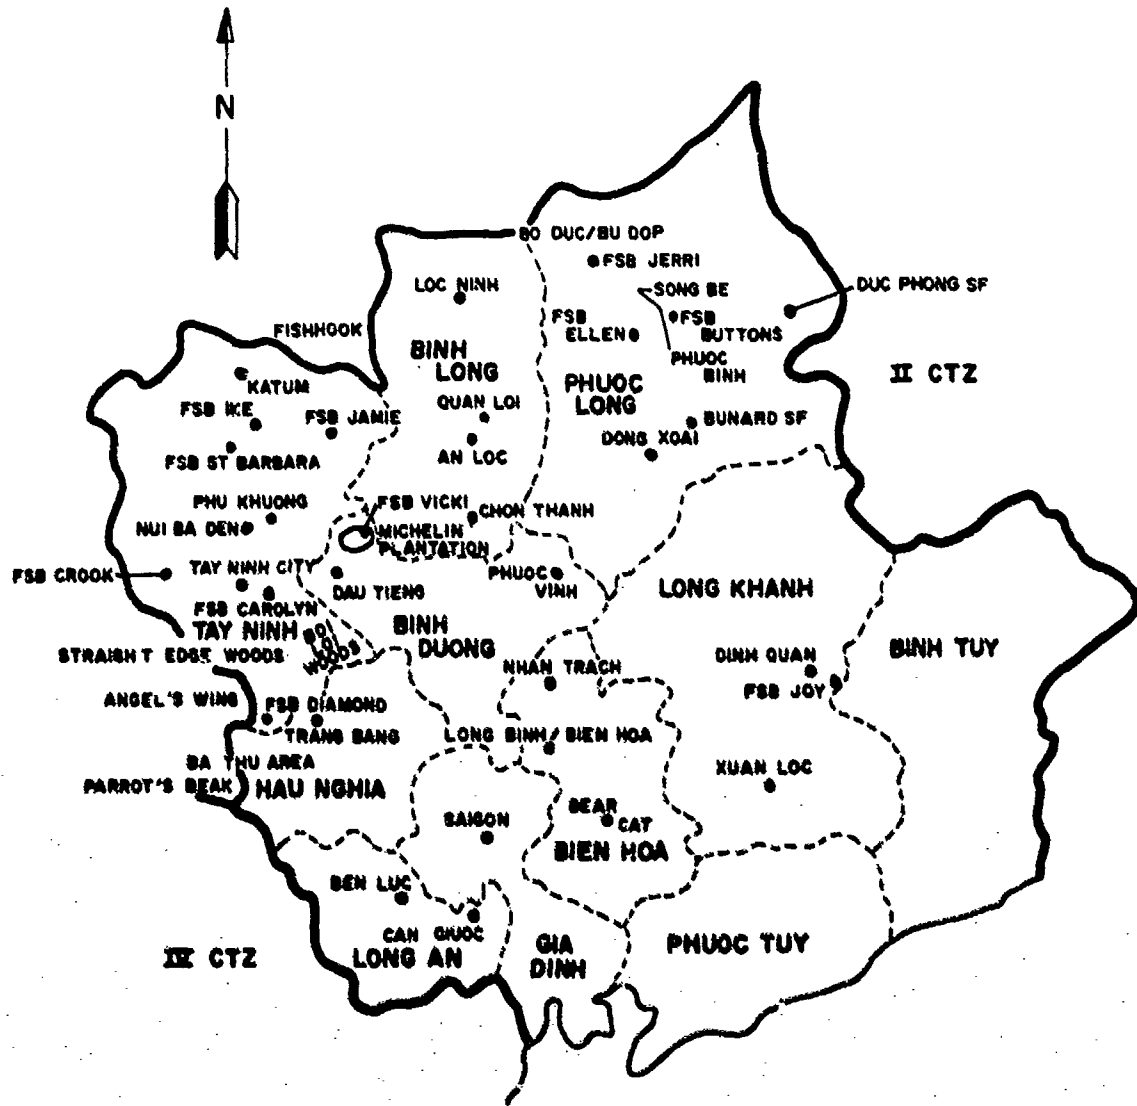 N
BO DUC/BU DOP
FSB JERRI
LOC NINH
SONG BE
DUC PHONG SF
FSB
ELLEN
FSB
BUTTONS
FISHHOOK
BINH
LONG
PHUOC
BINH
II CTZ
KATUM
PHUOC
LONG
QUAN LOI
FSB IKE
FSB JAMIE
BUNARD SF
DONG XOAI
AN LOC
FSB ST BARBARA
PHU KHUONG
FSB VICKI
CHON THANH
NUI BA DEN
MICHELIN
PLANTATION
FSB CROOK
TAY NINH CITY
PHUOC
VINH
DAU TIENG
LONG KHANH
FSB CAROLYN
TAY NINH
BO
LOI
WOODS
BINH
DUONG
BINH TUY
STRAIGHT EDGE WOODS
NHAN TRACH
DINH QUAN
FSB JOY
ANGEL'S WING
FSB DIAMOND
TRANG BANG
LONG BINH/BIEN HOA
BA THU AREA
XUAN LOC
PARROT'S BEAK
HAU NGHIA
BEAR
CAT
SAIGON
BIEN HOA
BEN LUC
CAN GIUOC
IV CTZ
LONG AN
GIA
DINH
PHUOC TUY